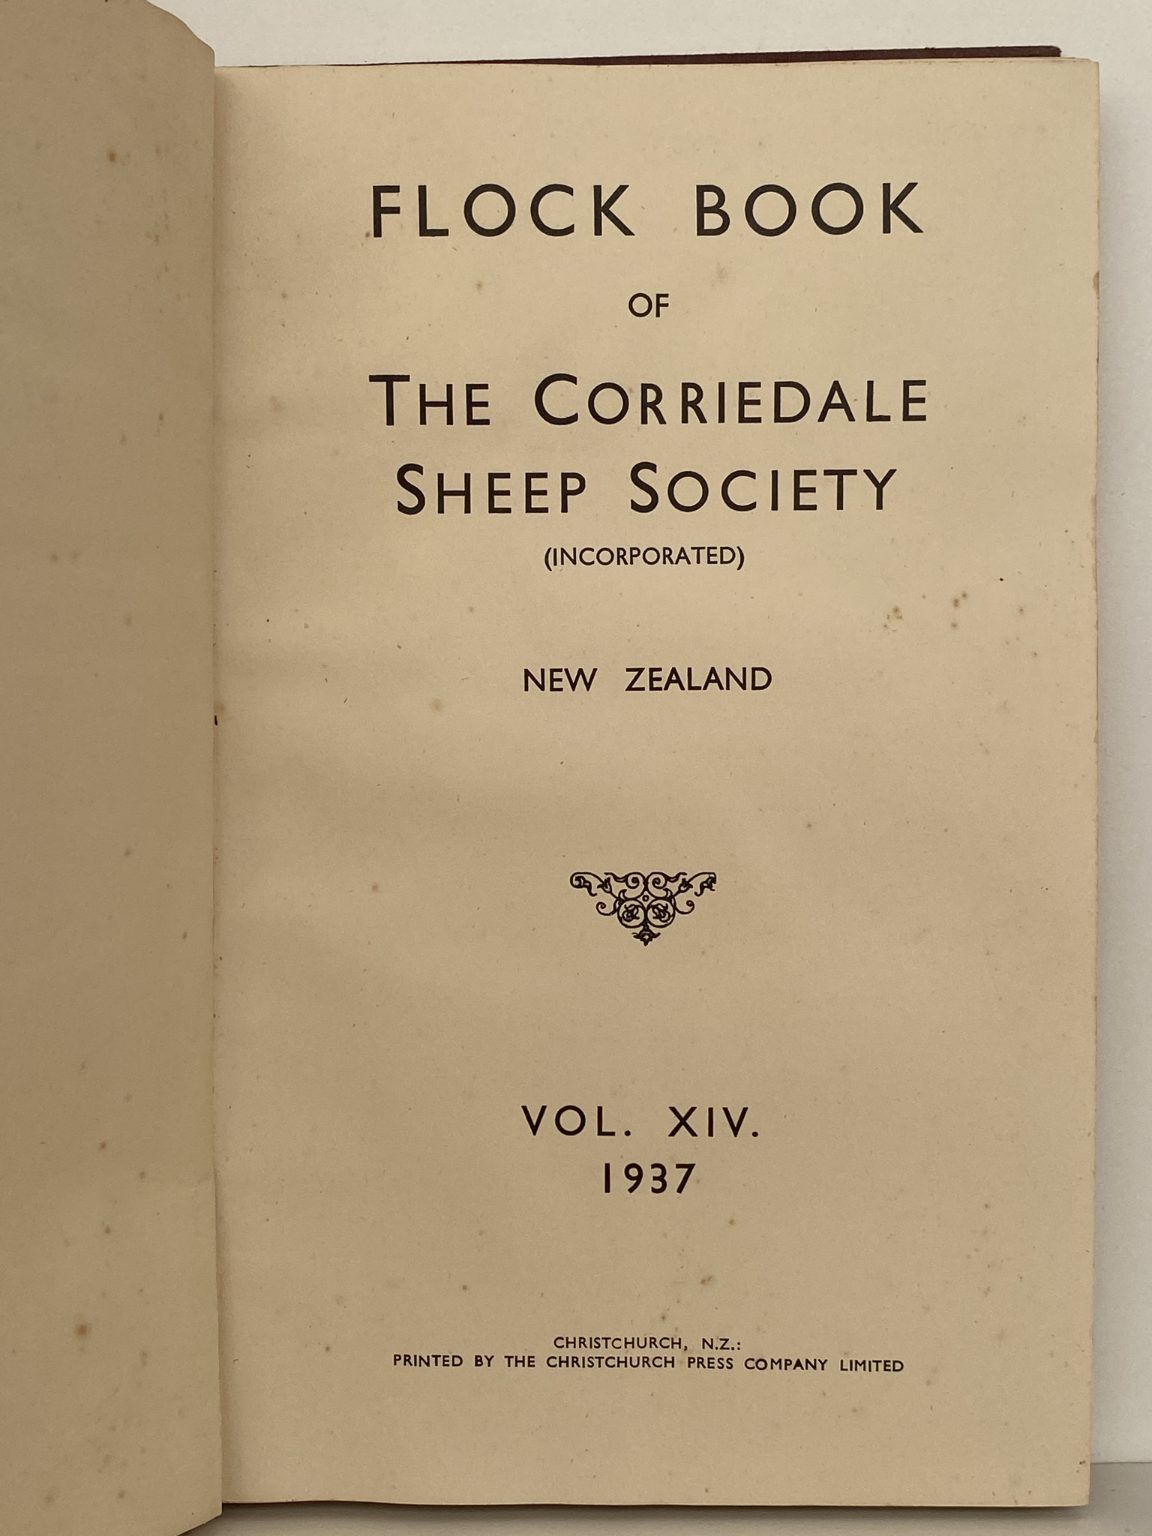 FLOCK BOOK
OF
THE CORRIEDALE
SHEEP SOCIETY
(INCORPORATED)
NEW ZEALAND
VOL. XIV.
1937
CHRISTCHURCH, N.Z.:
PRINTED BY THE CHRISTCHURCH PRESS COMPANY LIMITED